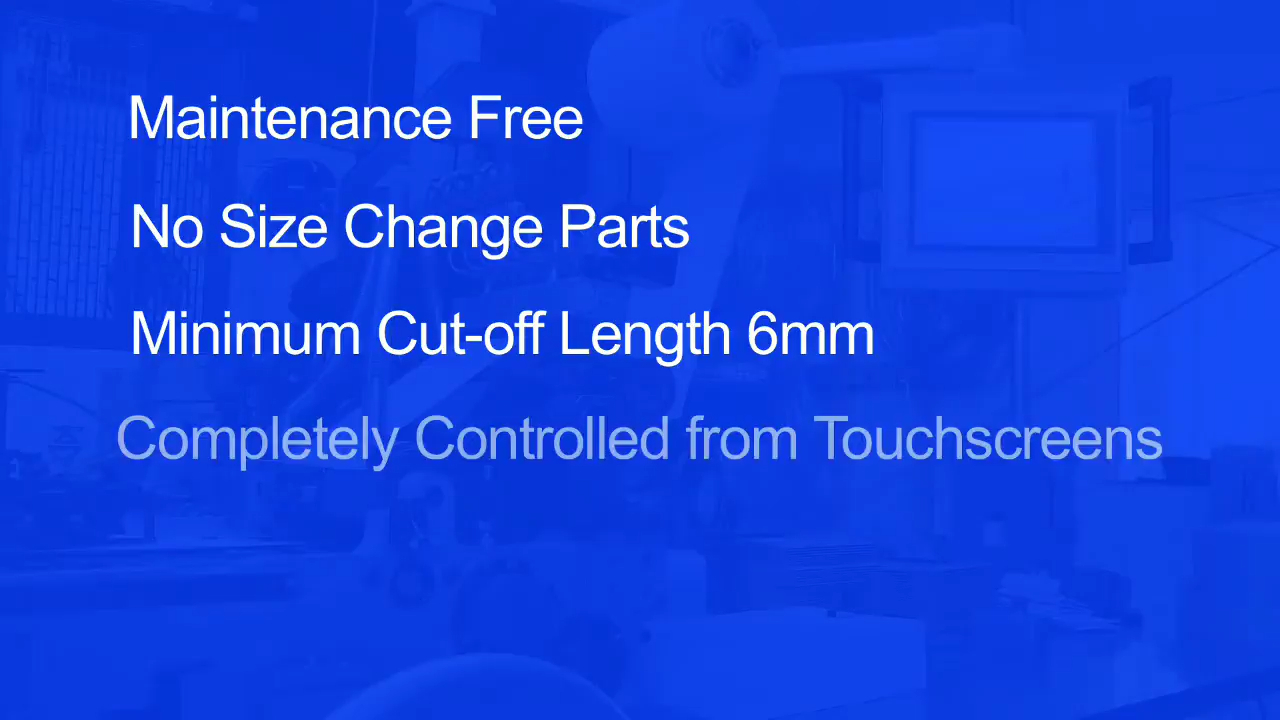 Maintenance Free
No Size Change Parts
Minimum Cut-off Length 6mm
Completely Controlled from Touchscreens